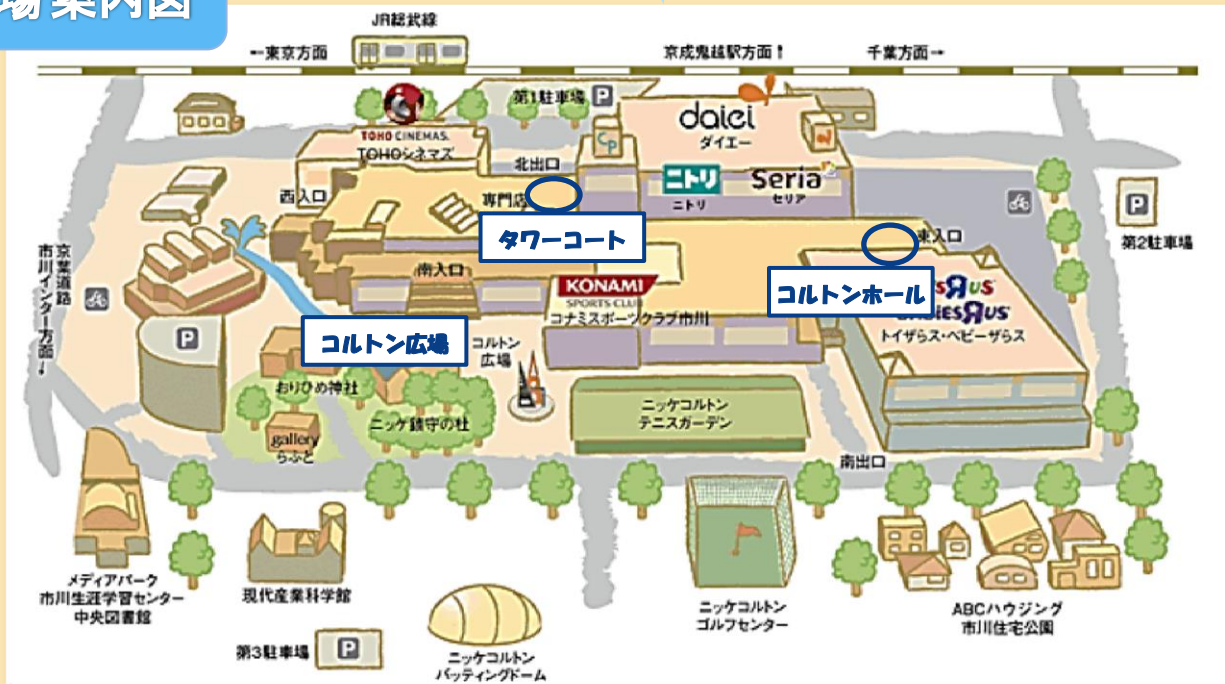 場案内図
JR総武線
←東京方面
京成鬼越駅方面↑
千葉方面→
第1駐車場 P
daiei
ダイエー
TOHO CINEMAS.
TOHOシネマズ
CP
北出口
ニトリ
ニトリ
Seria
セリア
西入口
専門店
P
第2駐車場
タワーコート
東入口
京葉道路
市川インター方面→
南入口
KONAMI
SPORTS CLUB
コナミスポーツクラブ市川
コルトンホール
SЯUS
BABIESЯUS
トイザらス・ベビーザらス
P
コルトン広場
コルトン
広場
おりひめ神社
ニッケコルトン
テニスガーデン
ニッケ鎮守の杜
gallery
らふと
南出口
メディアパーク
市川生涯学習センター
中央図書館
現代産業科学館
ニッケコルトン
ゴルフセンター
ABCハウジング
市川住宅公園
第3駐車場 P
ニッケコルトン
バッティングドーム